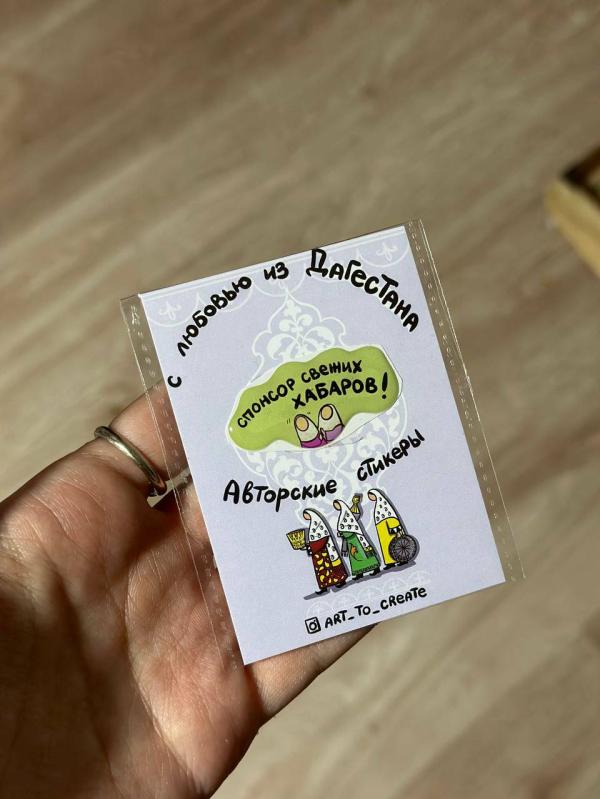 с любовью из Дагестана
спонсор свежих
ХАБАРОВ!
Авторские стикеры
ART_TO_CREATE